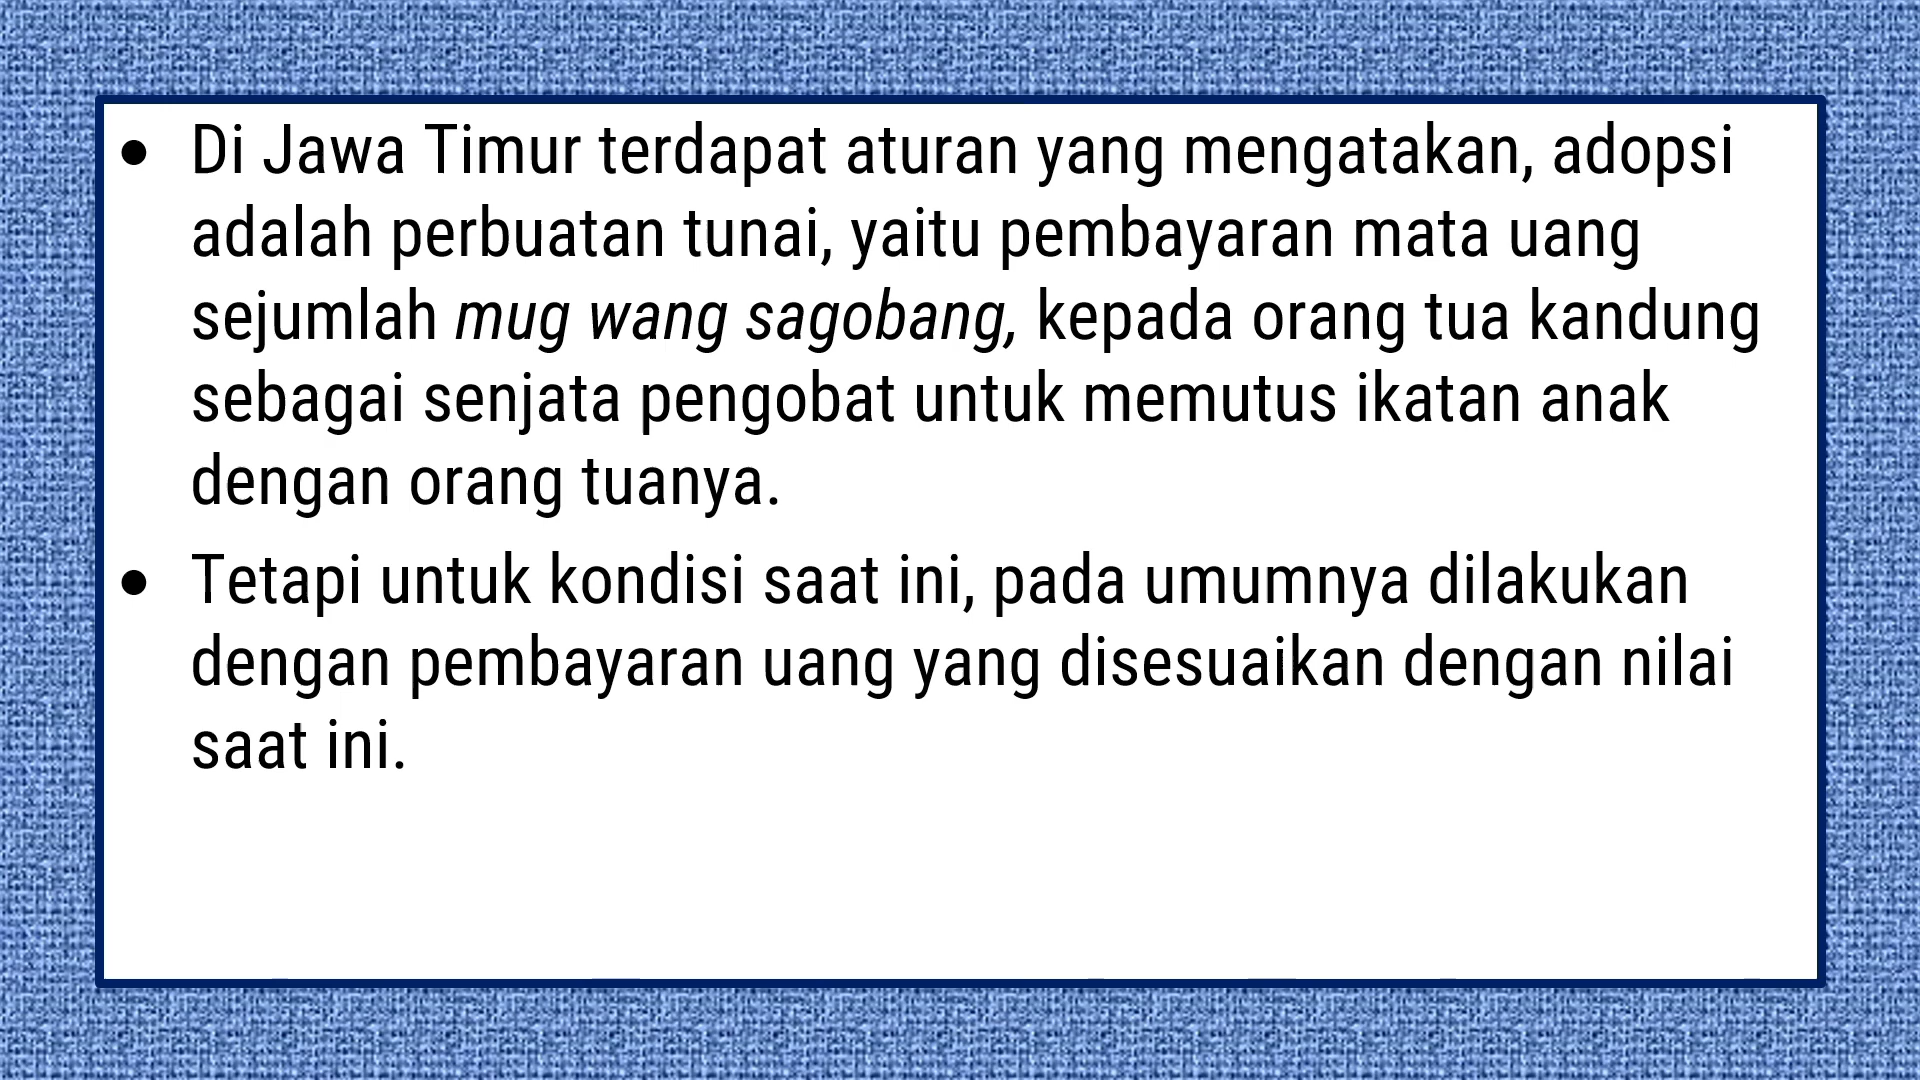 • Di Jawa Timur terdapat aturan yang mengatakan, adopsi
adalah perbuatan tunai, yaitu pembayaran mata uang
sejumlah mug wang sagobang, kepada orang tua kandung
sebagai senjata pengobat untuk memutus ikatan anak
dengan orang tuanya.
• Tetapi untuk kondisi saat ini, pada umumnya dilakukan
dengan pembayaran uang yang disesuaikan dengan nilai
saat ini.